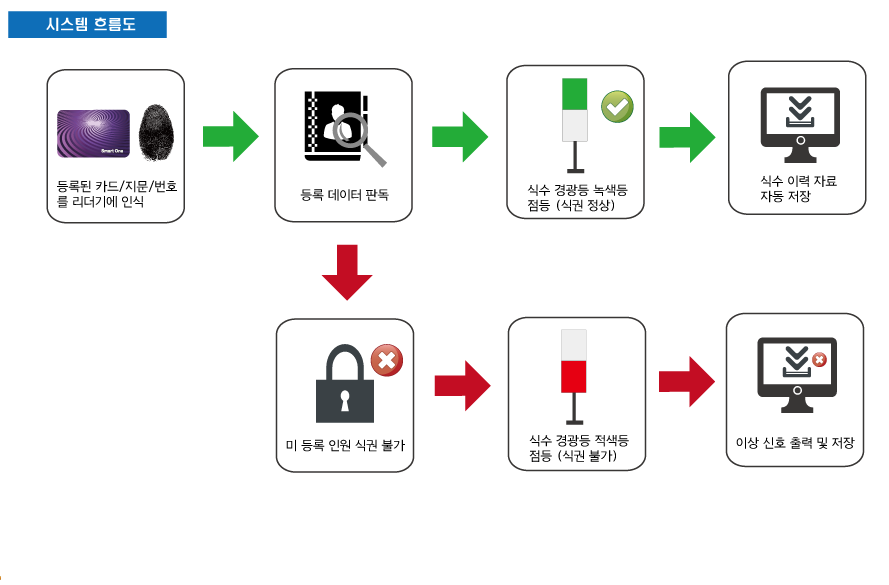 시스템 흐름도
Smart One
등록된 카드/지문/번호
를 리더기에 인식
등록 데이터 판독
식수 경광등 녹색등
점등 (식권 정상)
식수 이력 자료
자동 저장
미 등록 인원 식권 불가
식수 경광등 적색등
점등 (식권 불가)
이상 신호 출력 및 저장